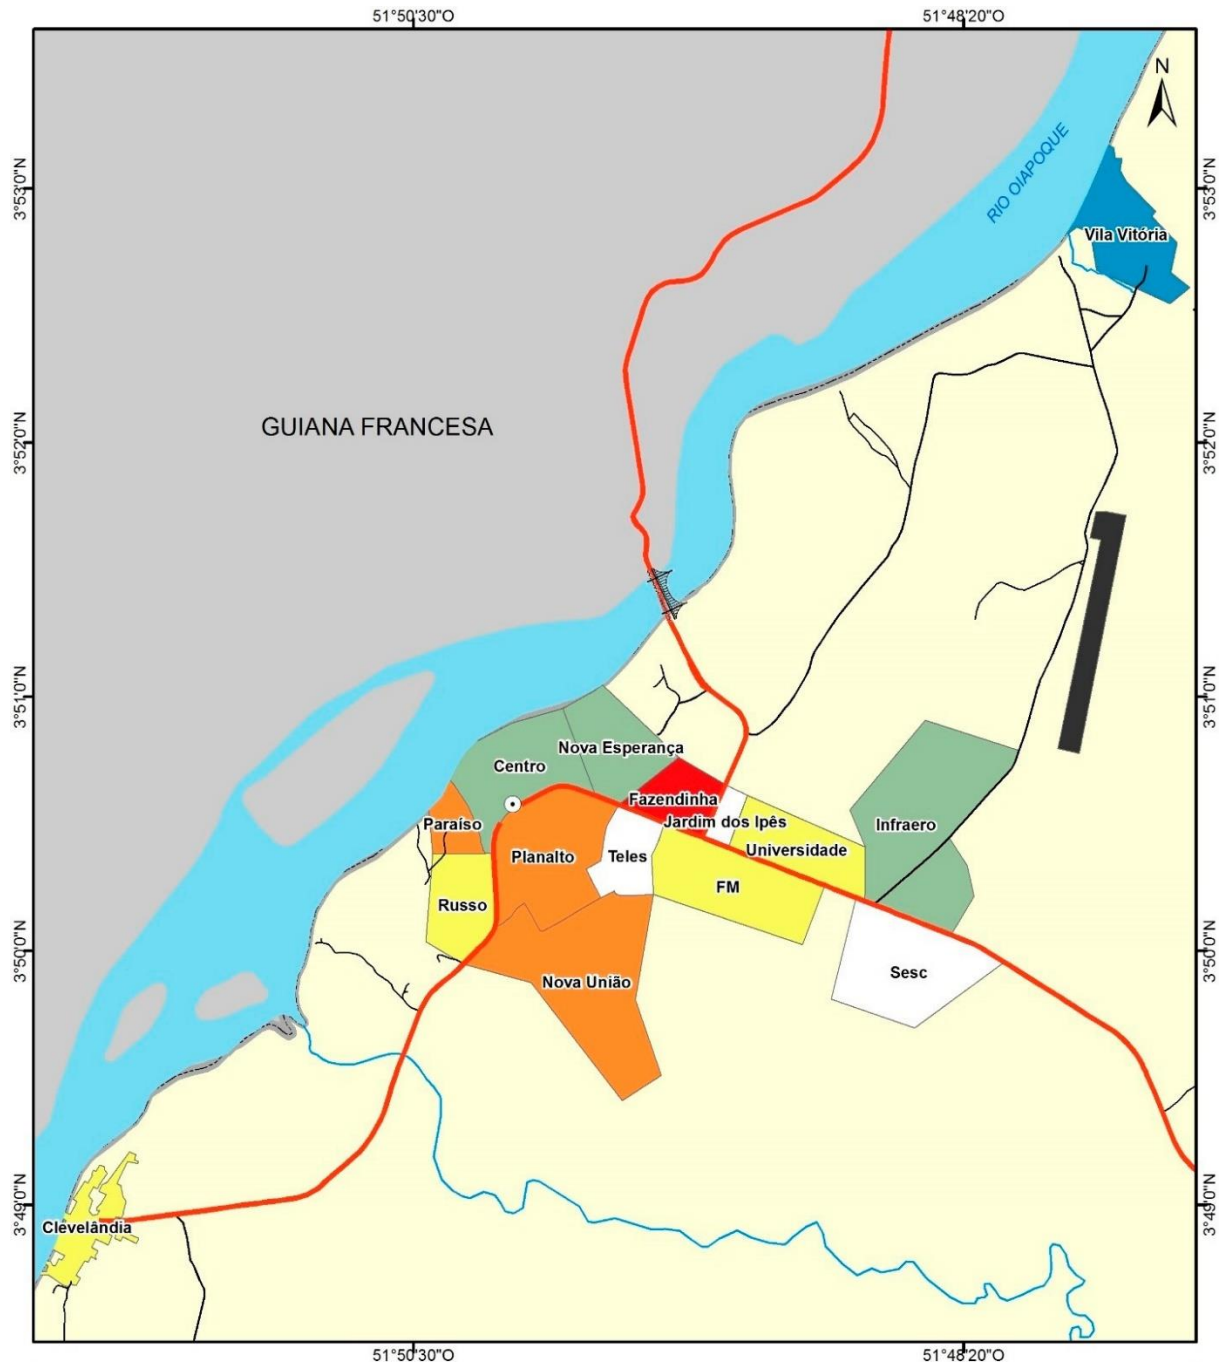 51°50'30"O
51°48'20"O
N
RIO OIAPOQUE
3°53'0"N
3°53'0"N
Vila Vitória
GUIANA FRANCESA
3°52'0"N
3°52'0"N
3°51'0"N
3°51'0"N
Nova Esperança
Centro
Fazendinha
Jardim dos Ipês
Paraíso
Infraero
Planalto
Teles
Universidade
FM
Russo
3°50'0"N
3°50'0"N
Sesc
Nova União
3°49'0"N
3°49'0"N
Clevelândia
51°50'30"O
51°48'20"O